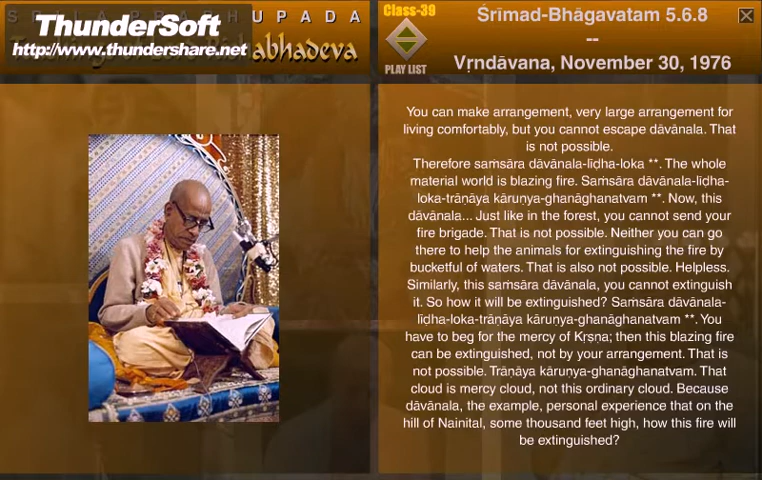 SRILA PRABHUPADA
ThunderSoft
http://www.thundershare.net
abhadeva
Class-39
PLAY LIST
Śrīmad-Bhāgavatam 5.6.8
--
Vṛndāvana, November 30, 1976
You can make arrangement, very large arrangement for
living comfortably, but you cannot escape dāvānala. That
is not possible.
Therefore saṁsāra dāvānala-līḍha-loka **. The whole
material world is blazing fire. Saṁsāra dāvānala-līḍha-
loka-trāṇāya kāruṇya-ghanāghanatvam **. Now, this
dāvānala... Just like in the forest, you cannot send your
fire brigade. That is not possible. Neither you can go
there to help the animals for extinguishing the fire by
bucketful of waters. That is also not possible. Helpless.
Similarly, this saṁsāra dāvānala, you cannot extinguish
it. So how it will be extinguished? Saṁsāra dāvānala-
līḍha-loka-trāṇāya kāruṇya-ghanāghanatvam **. You
have to beg for the mercy of Kṛṣṇa; then this blazing fire
can be extinguished, not by your arrangement. That is
not possible. Trāṇāya kāruṇya-ghanāghanatvam. That
cloud is mercy cloud, not this ordinary cloud. Because
dāvānala, the example, personal experience that on the
hill of Nainital, some thousand feet high, how this fire will
be extinguished?